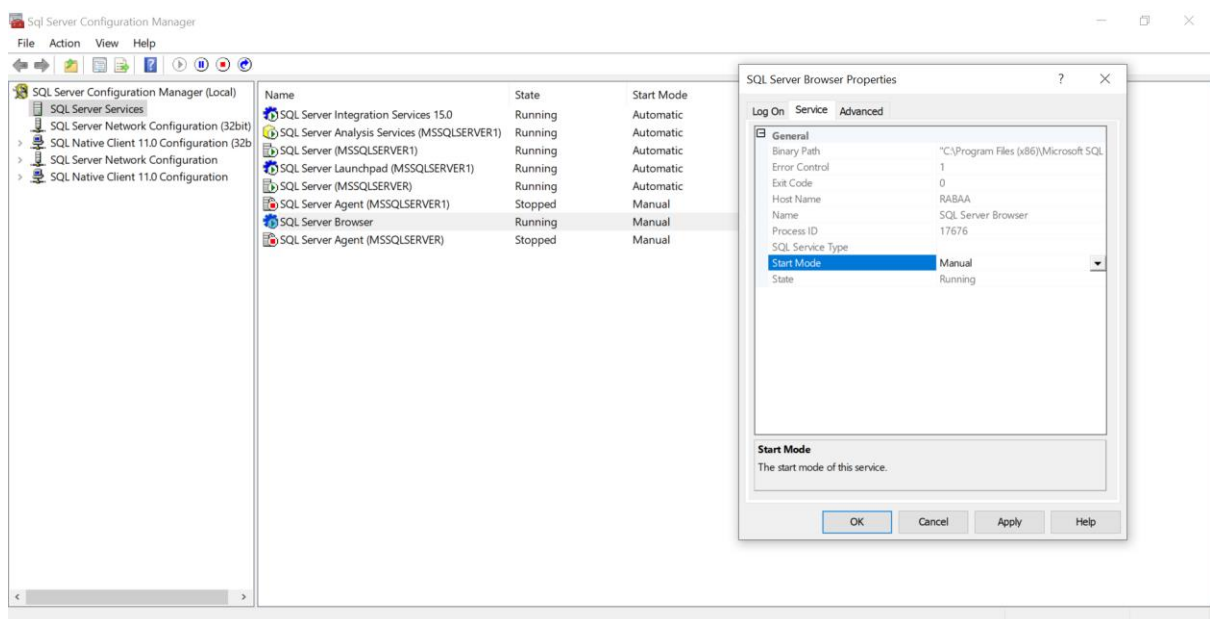 Sql Server Configuration Manager
File Action View Help
SQL Server Configuration Manager (Local)
SQL Server Services
SQL Server Network Configuration (32bit)
SQL Native Client 11.0 Configuration (32b
SQL Server Network Configuration
SQL Native Client 11.0 Configuration
Name State Start Mode
SQL Server Integration Services 15.0 Running Automatic
SQL Server Analysis Services (MSSQLSERVER1) Running Automatic
SQL Server (MSSQLSERVER1) Running Automatic
SQL Server Launchpad (MSSQLSERVER1) Running Automatic
SQL Server (MSSQLSERVER) Running Automatic
SQL Server Agent (MSSQLSERVER1) Stopped Manual
SQL Server Browser Running Manual
SQL Server Agent (MSSQLSERVER) Stopped Manual
SQL Server Browser Properties
Log On Service Advanced
General
Binary Path "C:\Program Files (x86)\Microsoft SQL
Error Control 1
Exit Code 0
Host Name RABAA
Name SQL Server Browser
Process ID 17676
SQL Service Type
Start Mode Manual
State Running
Start Mode
The start mode of this service.
OK Cancel Apply Help